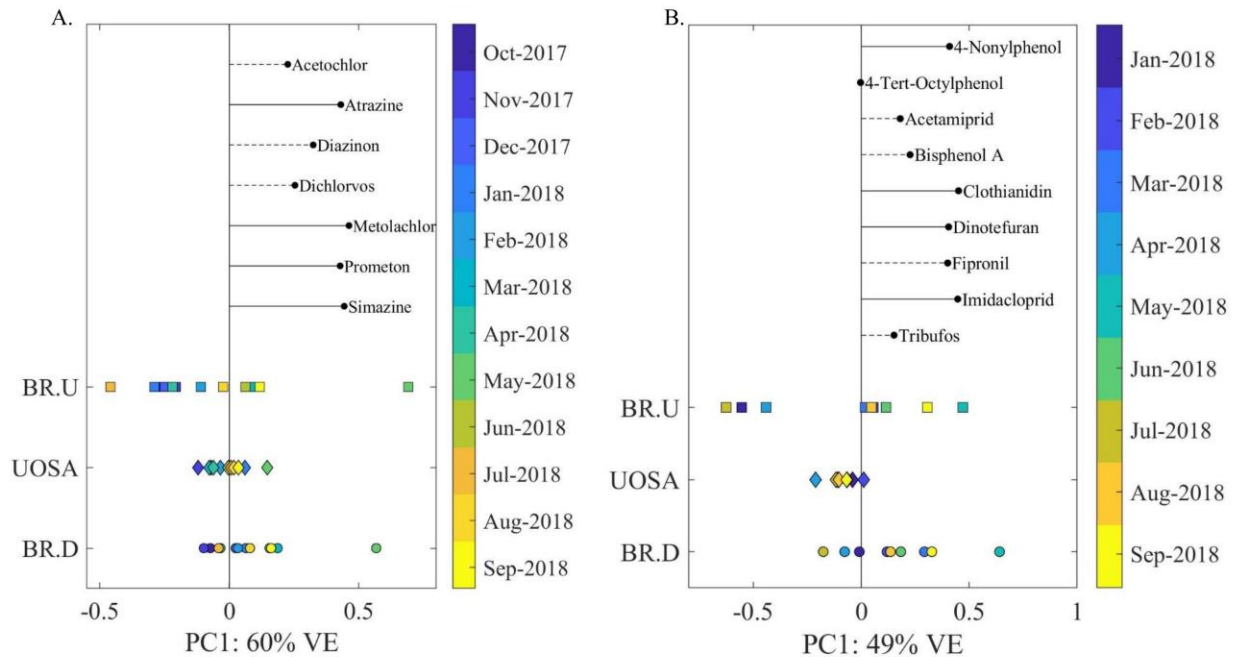 A.
Acetochlor
Atrazine
Diazinon
Dichlorvos
Metolachlor
Prometon
Simazine
BR.U
UOSA
BR.D
-0.5 0 0.5
PC1: 60% VE
Oct-2017
Nov-2017
Dec-2017
Jan-2018
Feb-2018
Mar-2018
Apr-2018
May-2018
Jun-2018
Jul-2018
Aug-2018
Sep-2018
B.
4-Nonylphenol
4-Tert-Octylphenol
Acetamiprid
Bisphenol A
Clothianidin
Dinotefuran
Fipronil
Imidacloprid
Tribufos
BR.U
UOSA
BR.D
-0.5 0 0.5 1
PC1: 49% VE
Jan-2018
Feb-2018
Mar-2018
Apr-2018
May-2018
Jun-2018
Jul-2018
Aug-2018
Sep-2018